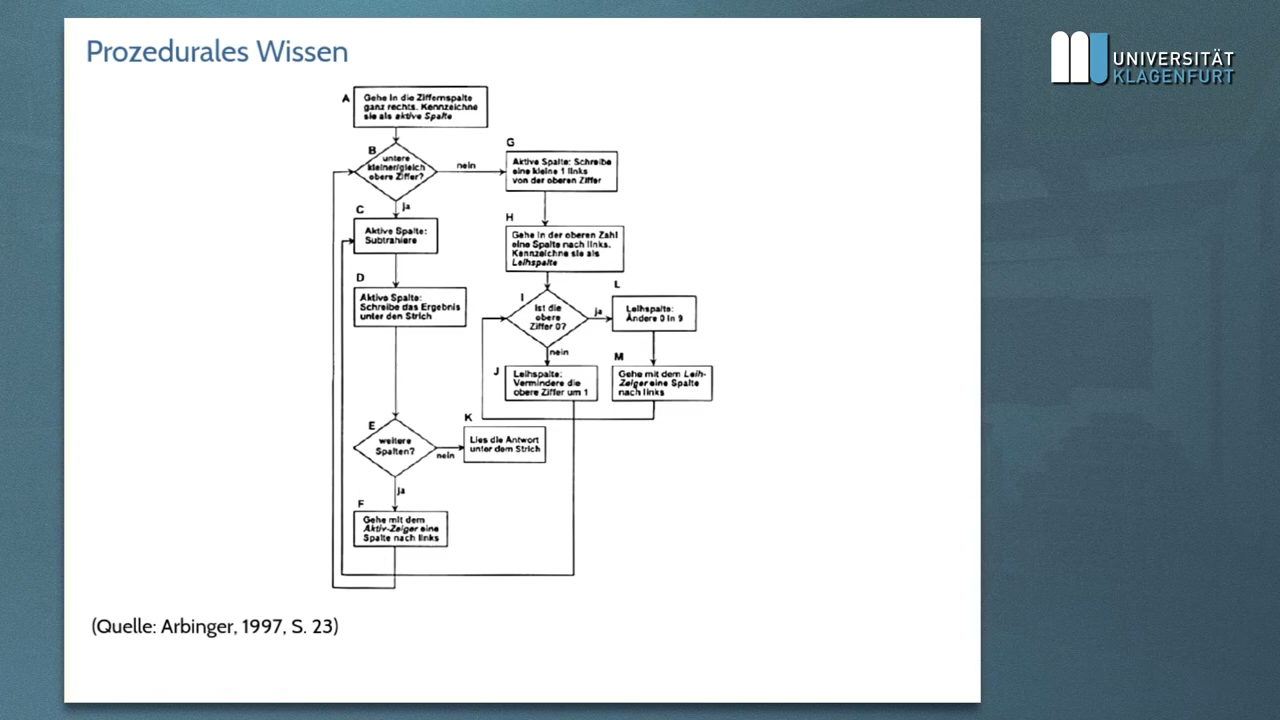 Prozedurales Wissen
UNIVERSITÄT
KLAGENFURT
A
Gehe in die Ziffernspalte
ganz rechts. Kennzeichne
sie als aktive Spalte
B
untere
kleiner/gleich
obere Ziffer?
nein
ja
G
Aktive Spalte: Schreibe
eine kleine 1 links
von der oberen Ziffer
C
Aktive Spalte:
Subtrahiere
H
Gehe in der oberen Zahl
eine Spalte nach links.
Kennzeichne sie als
Leihspalte
D
Aktive Spalte:
Schreibe das Ergebnis
unter den Strich
I
Ist die
obere
Ziffer 0?
ja
nein
L
Leihspalte:
Ändere 0 in 9
J
Leihspalte:
Vermindere die
obere Ziffer um 1
M
Gehe mit dem Leih-
Zeiger eine Spalte
nach links
E
weitere
Spalten?
nein
ja
K
Lies die Antwort
unter dem Strich
F
Gehe mit dem
Aktiv-Zeiger eine
Spalte nach links
(Quelle: Arbinger, 1997, S. 23)